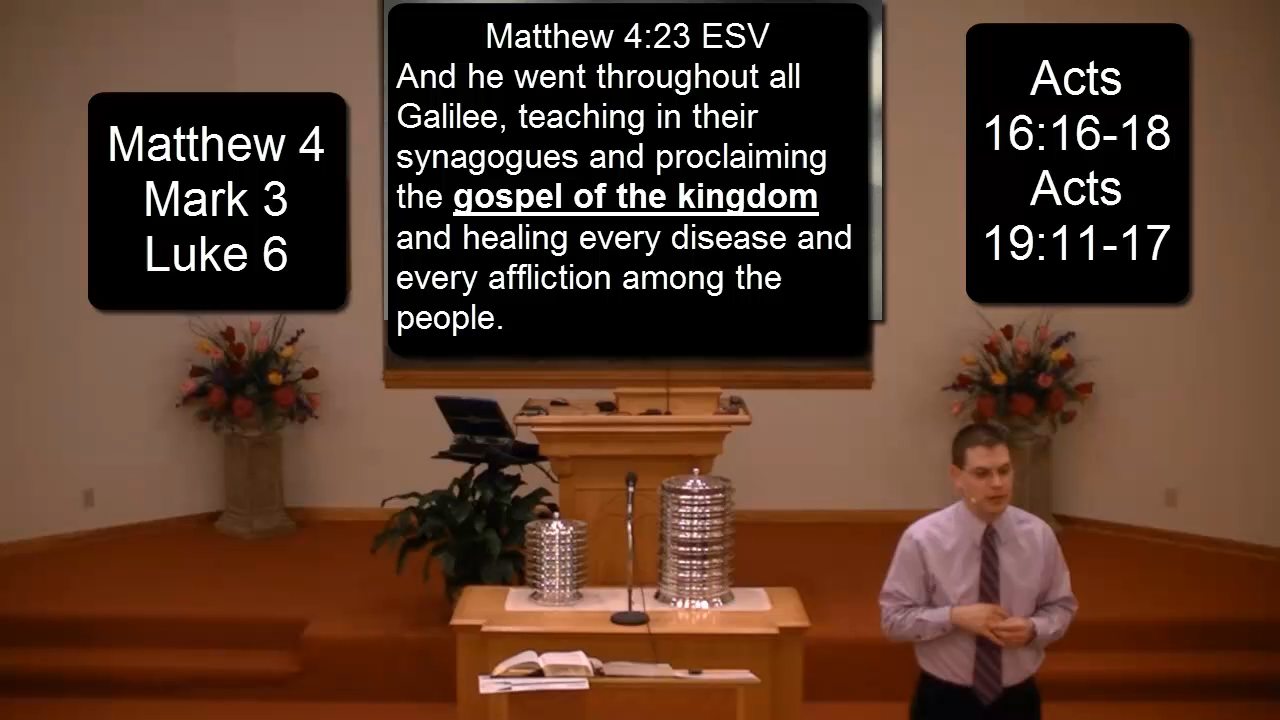 Matthew 4
Mark 3
Luke 6
Matthew 4:23 ESV
And he went throughout all
Galilee, teaching in their
synagogues and proclaiming
the gospel of the kingdom
and healing every disease and
every affliction among the
people.
Acts
16:16-18
Acts
19:11-17